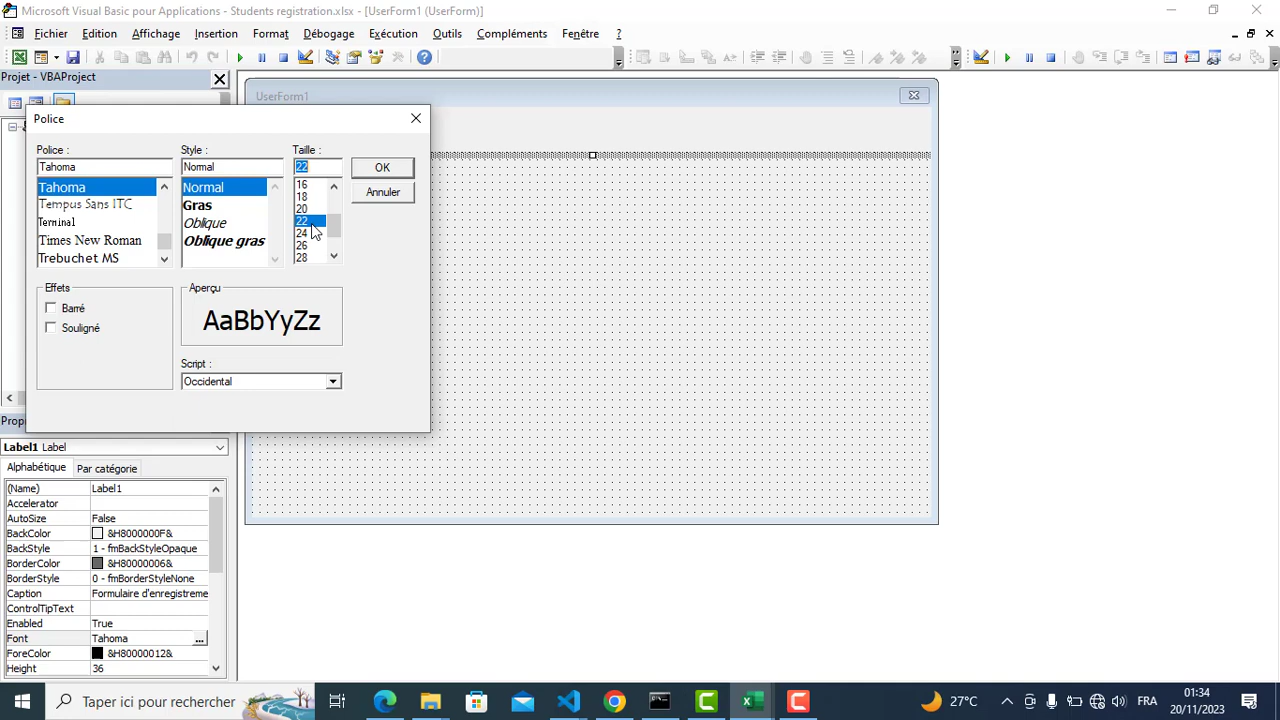 Microsoft Visual Basic pour Applications - Students registration.xlsx - [UserForm1 (UserForm)]
Fichier Edition Affichage Insertion Format Débogage Exécution Outils Compléments Fenêtre ?
Projet - VBAProject
UserForm1
Police
Police : Style : Taille :
Tahoma Normal 22 OK
Tahoma Normal 16
18 Annuler
Tempus Sans ITC Gras 20
Terminal Oblique 22
Times New Roman Oblique gras 24
26
Trebuchet MS 28
Effets Aperçu
Barré AaBbYyZz
Souligné
Script :
Occidental
Prop
Label1 Label
Alphabétique Par catégorie
(Name) Label1
Accelerator
AutoSize False
BackColor &H8000000F&
BackStyle 1 - fmBackStyleOpaque
BorderColor &H80000006&
BorderStyle 0 - fmBorderStyleNone
Caption Formulaire d'enregistreme
ControlTipText
Enabled True
Font Tahoma ...
ForeColor &H80000012&
Height 36
Taper ici pour rechercher 27°C FRA 01:34
20/11/2023